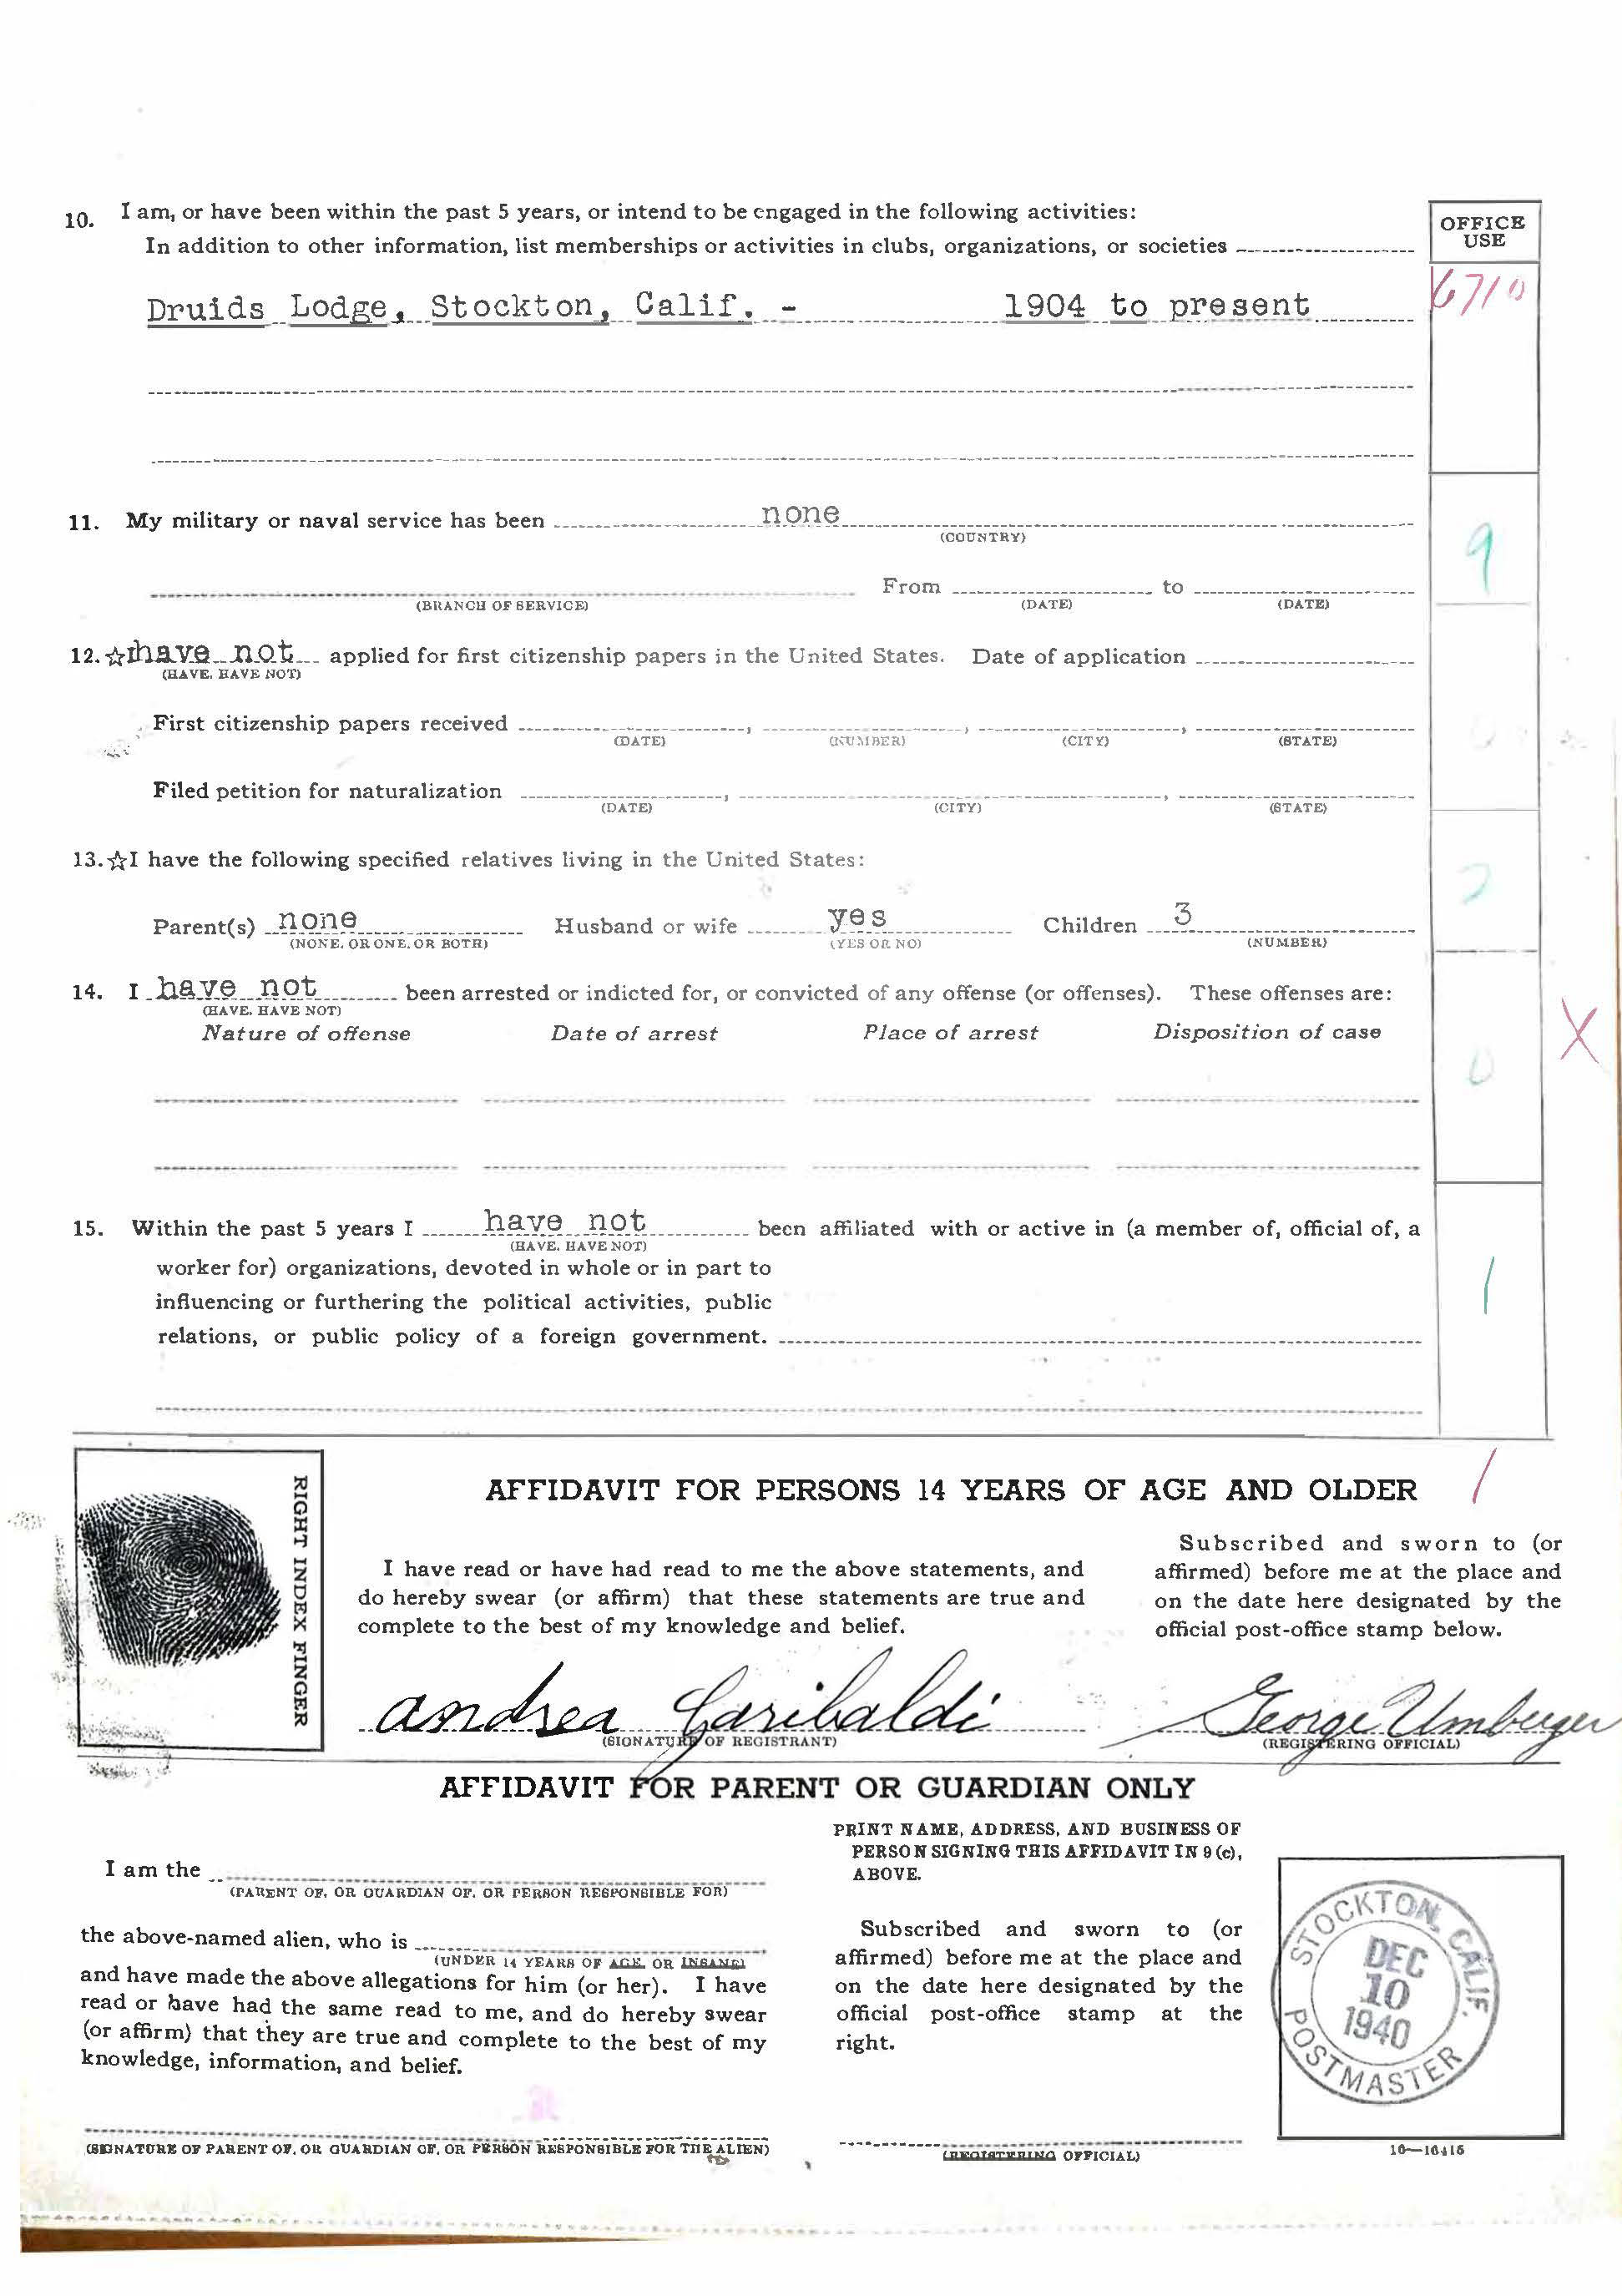 10. I am, or have been within the past 5 years, or intend to be engaged in the following activities:
In addition to other information, list memberships or activities in clubs, organizations, or societies
OFFICE
USE
Druids Lodge, Stockton, Calif. - 1904 to present
6710
11. My military or naval service has been none
(COUNTRY)
9
From to
(BRANCH OF SERVICE) (DATE) (DATE)
12. ☆I have not applied for first citizenship papers in the United States. Date of application
(HAVE, HAVE NOT)
First citizenship papers received , , ,
(DATE) (NUMBER) (CITY) (STATE)
Filed petition for naturalization , ,
(DATE) (CITY) (STATE)
13. ☆I have the following specified relatives living in the United States:
Parent(s) none Husband or wife yes Children 3
(NONE, OR ONE, OR BOTH) (YES OR NO) (NUMBER)
14. I have not been arrested or indicted for, or convicted of any offense (or offenses). These offenses are:
(HAVE, HAVE NOT)
Nature of offense Date of arrest Place of arrest Disposition of case
X
0
15. Within the past 5 years I have not been affiliated with or active in (a member of, official of, a
(HAVE, HAVE NOT)
worker for) organizations, devoted in whole or in part to
influencing or furthering the political activities, public
relations, or public policy of a foreign government.
1
RIGHT INDEX FINGER
AFFIDAVIT FOR PERSONS 14 YEARS OF AGE AND OLDER
I have read or have had read to me the above statements, and
do hereby swear (or affirm) that these statements are true and
complete to the best of my knowledge and belief.
Subscribed and sworn to (or
affirmed) before me at the place and
on the date here designated by the
official post-office stamp below.
Andrea Garibaldi
(SIGNATURE OF REGISTRANT)
George Umberger
(REGISTERING OFFICIAL)
AFFIDAVIT FOR PARENT OR GUARDIAN ONLY
I am the
(PARENT OF, OR GUARDIAN OF, OR PERSON RESPONSIBLE FOR)
the above-named alien, who is
(UNDER 14 YEARS OF AGE, OR INSANE)
and have made the above allegations for him (or her). I have
read or have had the same read to me, and do hereby swear
(or affirm) that they are true and complete to the best of my
knowledge, information, and belief.
(SIGNATURE OF PARENT OF, OR GUARDIAN OF, OR PERSON RESPONSIBLE FOR THE ALIEN)
PRINT NAME, ADDRESS, AND BUSINESS OF
PERSON SIGNING THIS AFFIDAVIT IN 9 (c),
ABOVE.
Subscribed and sworn to (or
affirmed) before me at the place and
on the date here designated by the
official post-office stamp at the
right.
(REGISTERING OFFICIAL)
STOCKTON, CALIF.
DEC
10
1940
POSTMASTER
16—16415